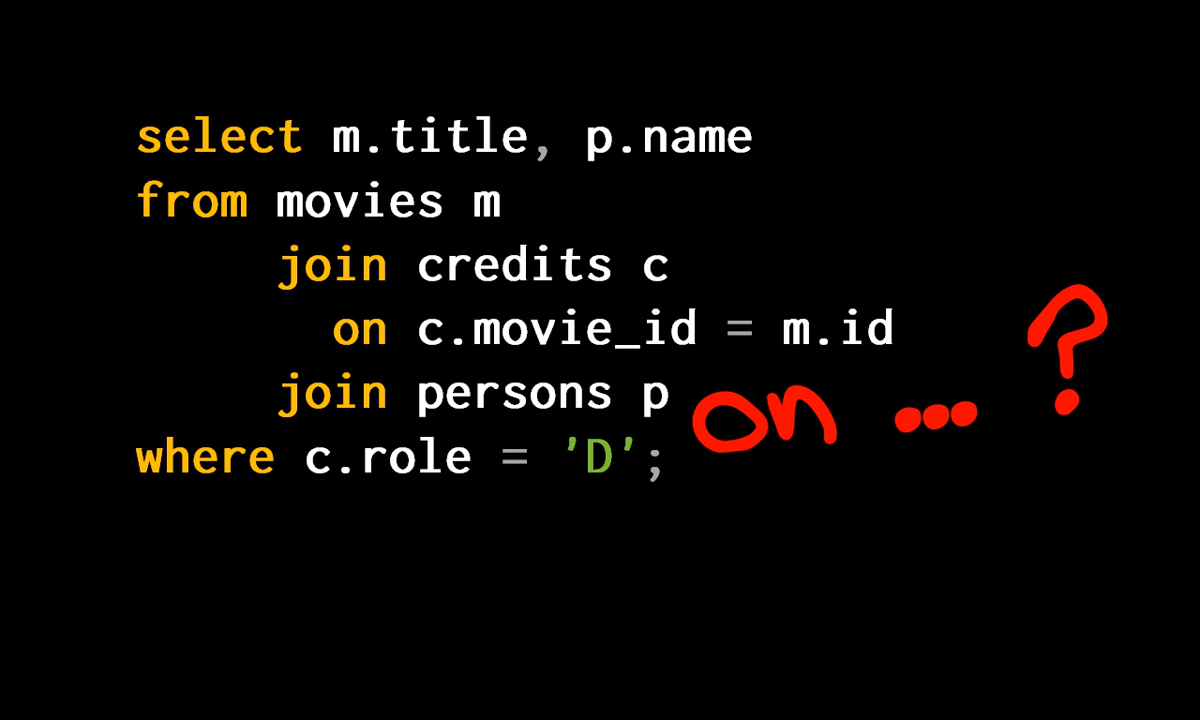 select m.title, p.name
from movies m
join credits c
on c.movie_id = m.id
join persons p on ... ?
where c.role = 'D';